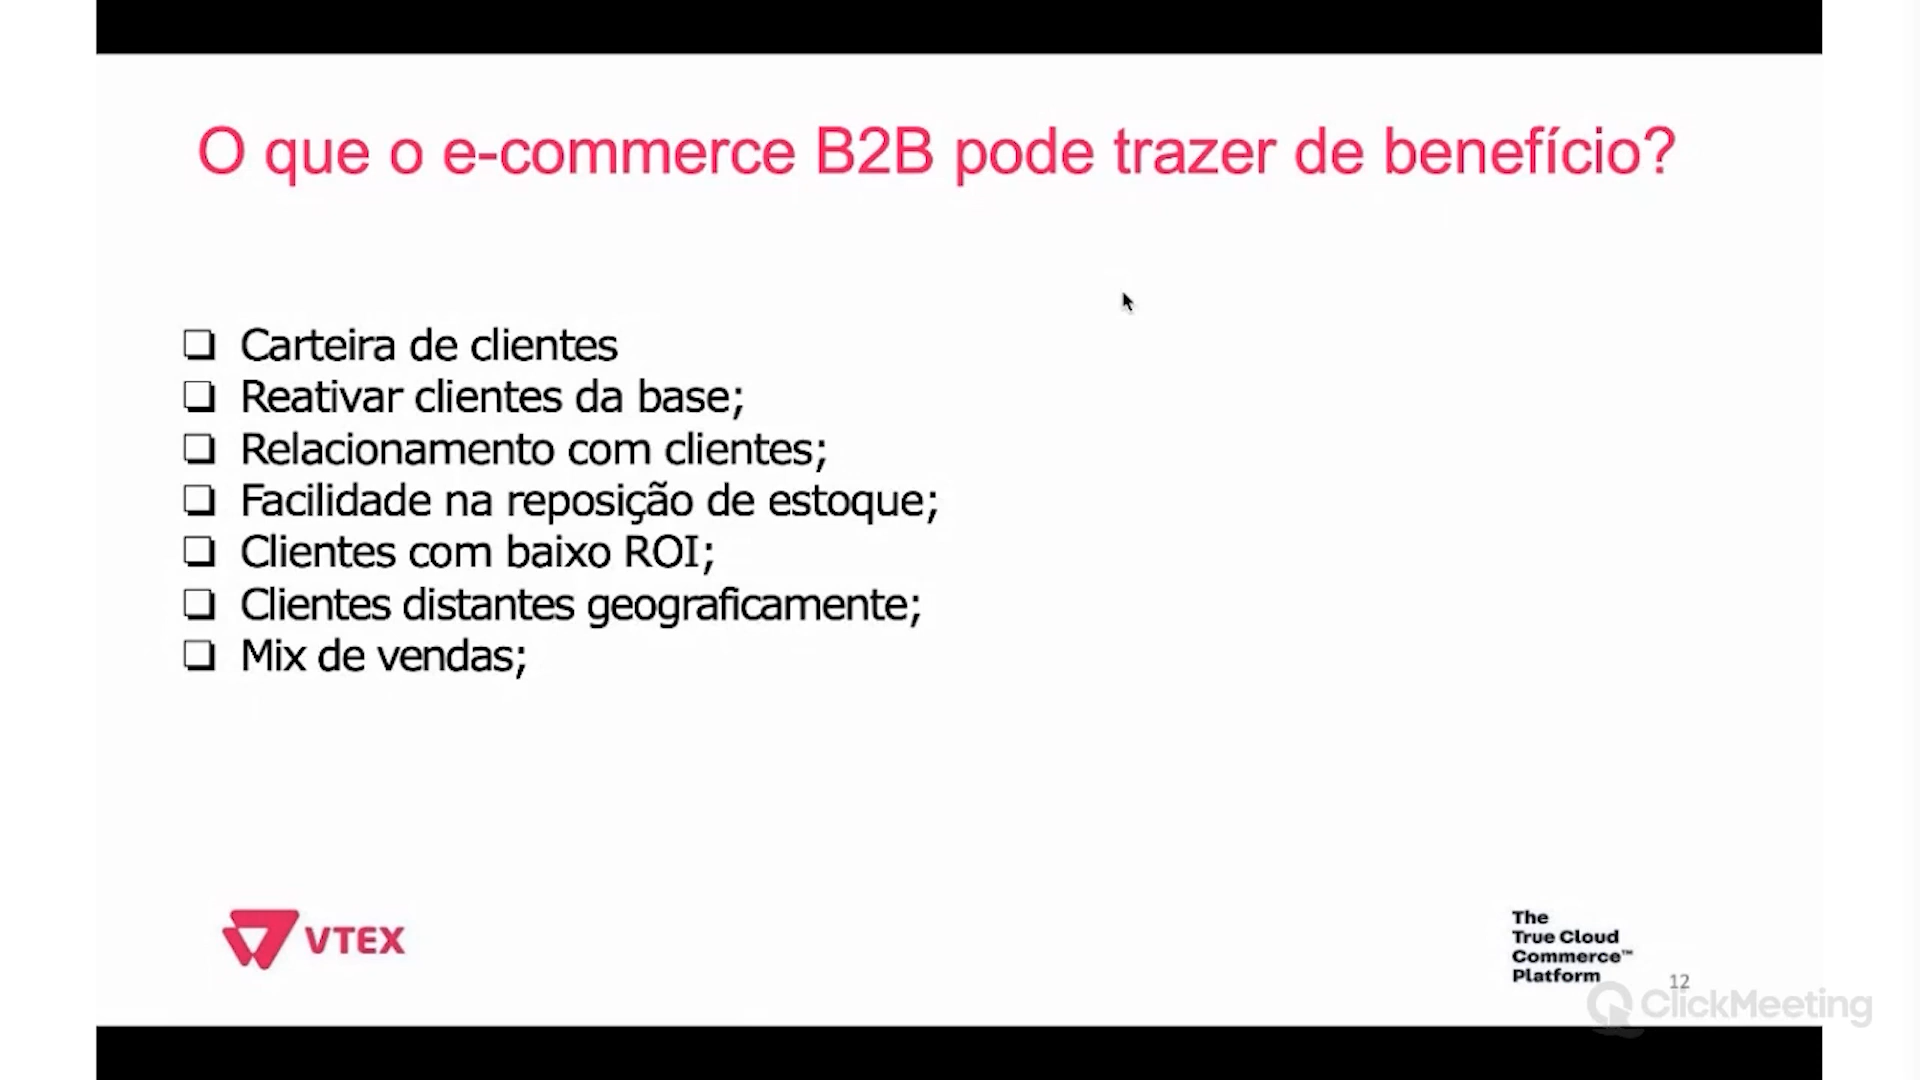 O que o e-commerce B2B pode trazer de benefício?
Carteira de clientes
Reativar clientes da base;
Relacionamento com clientes;
Facilidade na reposição de estoque;
Clientes com baixo ROI;
Clientes distantes geograficamente;
Mix de vendas;
VTEX
The
True Cloud
Commerce™
Platform
12
ClickMeeting